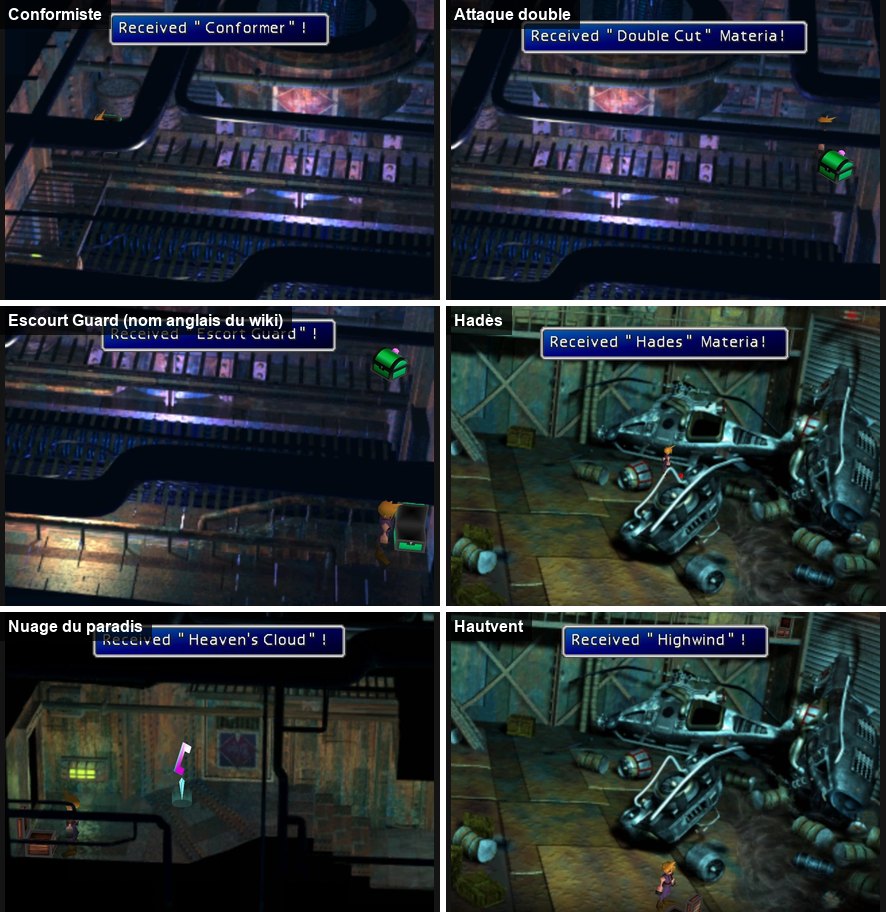 Conformiste
Received "Conformer" !
Attaque double
Received "Double Cut" Materia!
Escourt Guard (nom anglais du wiki)
Received "Escort Guard" !
Hadès
Received "Hades" Materia!
Nuage du paradis
Received "Heaven's Cloud" !
Hautvent
Received "Highwind" !